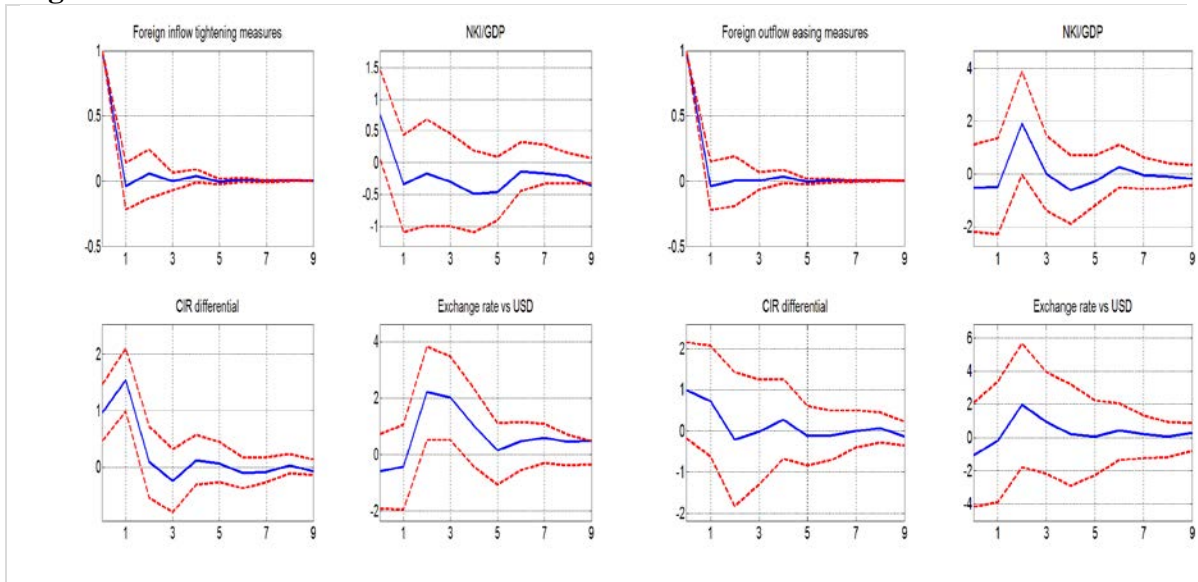 Foreign inflow tightening measures
NKI/GDP
Foreign outflow easing measures
NKI/GDP
1
0.5
0
-0.5
1 3 5 7 9
1.5
1
0.5
0
-0.5
-1
1 3 5 7 9
1
0.5
0
-0.5
1 3 5 7 9
4
2
0
-2
1 3 5 7 9
CIR differential
Exchange rate vs USD
CIR differential
Exchange rate vs USD
2
1
0
1 3 5 7 9
4
2
0
-2
1 3 5 7 9
2
1
0
-1
-2
1 3 5 7 9
6
4
2
0
-2
-4
1 3 5 7 9